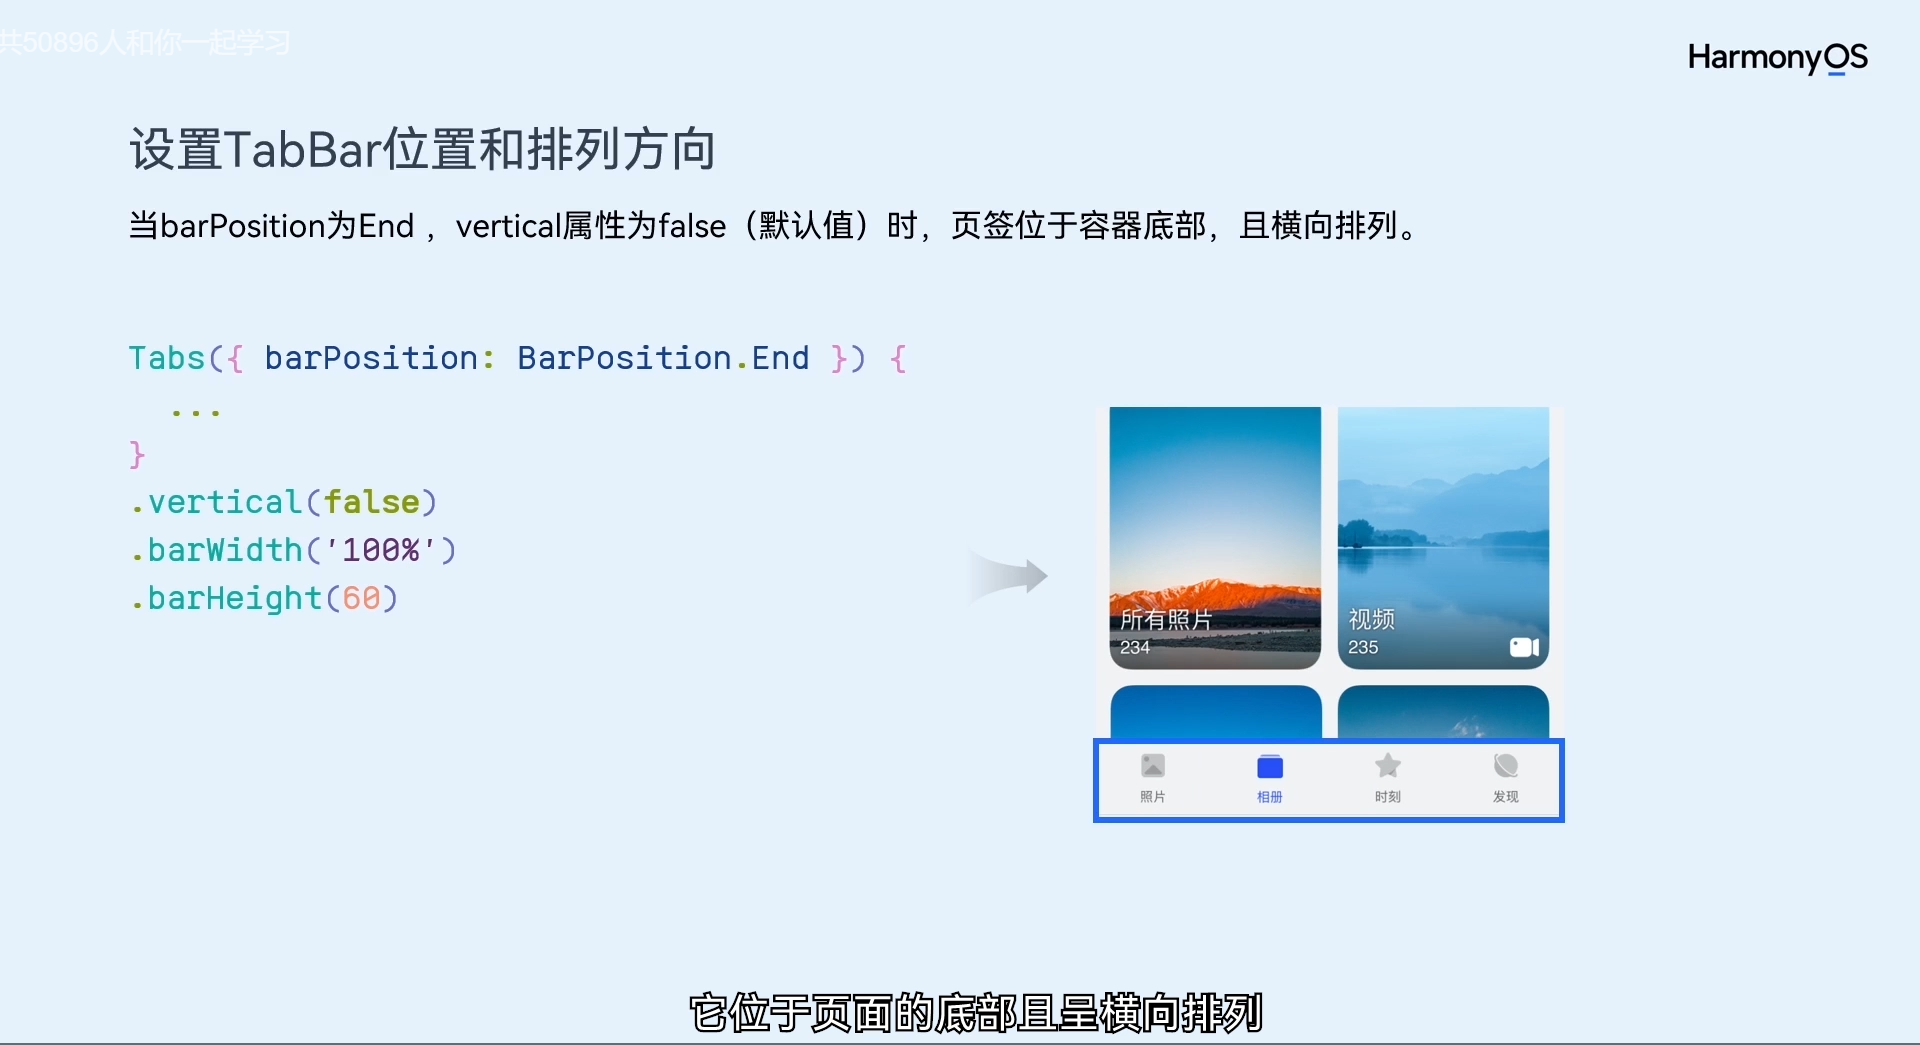 共50896人和你一起学习
HarmonyOS
设置TabBar位置和排列方向
当barPosition为End ，vertical属性为false（默认值）时，页签位于容器底部，且横向排列。
Tabs({ barPosition: BarPosition.End }) {
  ...
}
.vertical(false)
.barWidth('100%')
.barHeight(60)
所有照片
234
视频
235
照片
相册
时刻
发现
它位于页面的底部且呈横向排列